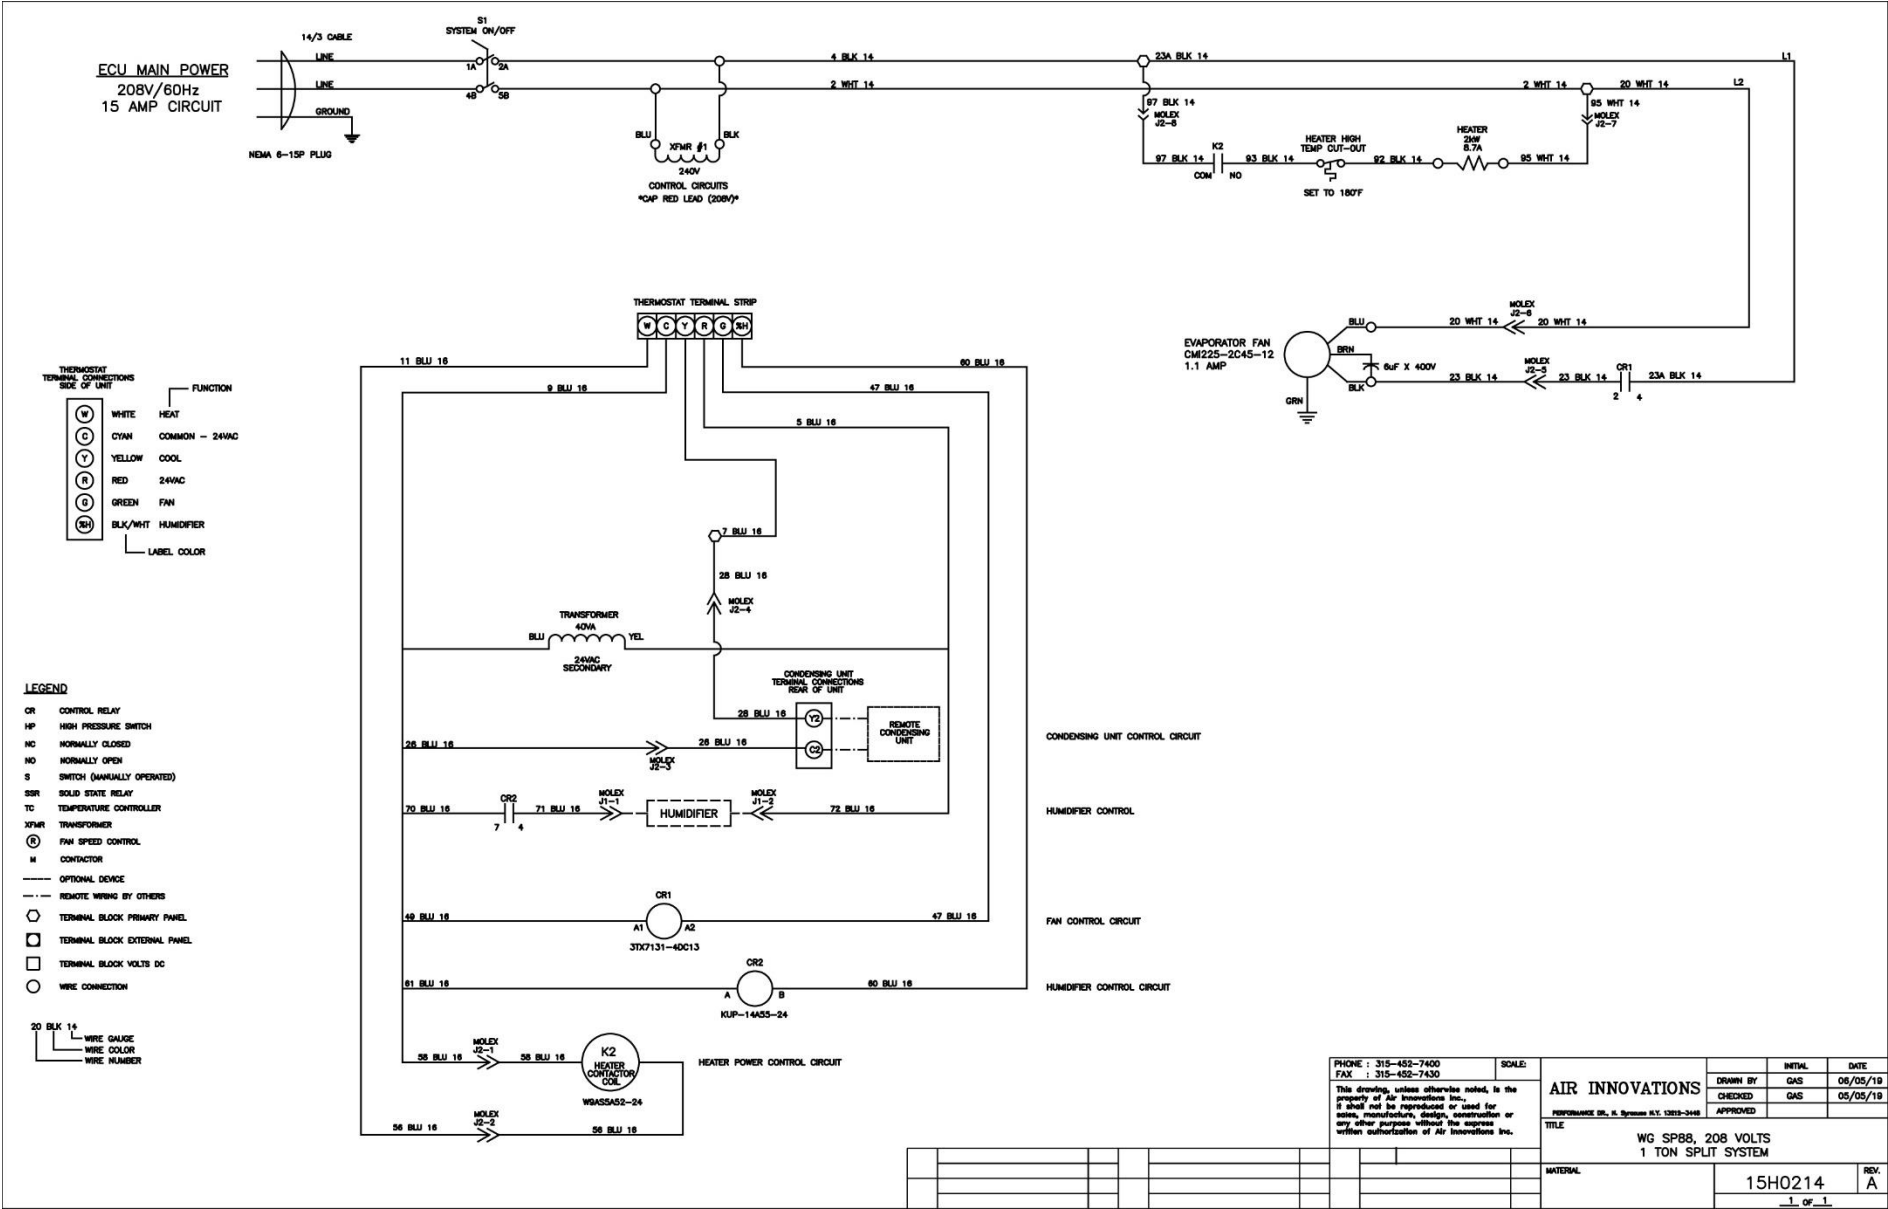 S1
SYSTEM ON/OFF
14/3 CABLE
ECU MAIN POWER
208V/60Hz
15 AMP CIRCUIT
LINE
LINE
GROUND
NEMA 6-15P PLUG
1A 2A
4B 5B
4 BLK 14
2 WHT 14
23A BLK 14
L1
2 WHT 14
20 WHT 14
L2
BLU
BLK
XFMR #1
240V
CONTROL CIRCUITS
*CAP RED LEAD (208V)*
97 BLK 14
MOLEX
J2-8
95 WHT 14
MOLEX
J2-7
97 BLK 14
K2
COM NO
93 BLK 14
HEATER HIGH
TEMP CUT-OUT
SET TO 180°F
92 BLK 14
HEATER
2kW
8.7A
95 WHT 14
EVAPORATOR FAN
CM1225-2C45-12
1.1 AMP
BLU
BRN
BLK
GRN
6uF X 400V
20 WHT 14
MOLEX
J2-6
20 WHT 14
23 BLK 14
MOLEX
J2-5
23 BLK 14
CR1
2 4
23A BLK 14
THERMOSTAT TERMINAL STRIP
W C Y R G %H
11 BLU 16
60 BLU 16
9 BLU 16
47 BLU 16
5 BLU 16
7 BLU 16
28 BLU 16
MOLEX
J2-4
TRANSFORMER
40VA
BLU YEL
24VAC
SECONDARY
CONDENSING UNIT
TERMINAL CONNECTIONS
REAR OF UNIT
28 BLU 16
Y2
C2
REMOTE
CONDENSING
UNIT
26 BLU 16
MOLEX
J2-3
26 BLU 16
CONDENSING UNIT CONTROL CIRCUIT
70 BLU 16
CR2
7 4
71 BLU 16
MOLEX
J1-1
HUMIDIFIER
MOLEX
J1-2
72 BLU 16
HUMIDIFIER CONTROL
49 BLU 16
CR1
A1 A2
3TX7131-4DC13
47 BLU 16
FAN CONTROL CIRCUIT
61 BLU 16
CR2
A B
KUP-14A55-24
60 BLU 16
HUMIDIFIER CONTROL CIRCUIT
58 BLU 16
MOLEX
J2-1
58 BLU 16
K2
HEATER
CONTACTOR
COIL
W9AS5A52-24
HEATER POWER CONTROL CIRCUIT
56 BLU 16
MOLEX
J2-2
56 BLU 16
THERMOSTAT
TERMINAL CONNECTIONS
SIDE OF UNIT
FUNCTION
W WHITE HEAT
C CYAN COMMON - 24VAC
Y YELLOW COOL
R RED 24VAC
G GREEN FAN
%H BLK/WHT HUMIDIFIER
LABEL COLOR
LEGEND
CR CONTROL RELAY
HP HIGH PRESSURE SWITCH
NC NORMALLY CLOSED
NO NORMALLY OPEN
S SWITCH (MANUALLY OPERATED)
SSR SOLID STATE RELAY
TC TEMPERATURE CONTROLLER
XFMR TRANSFORMER
R FAN SPEED CONTROL
M CONTACTOR
OPTIONAL DEVICE
REMOTE WIRING BY OTHERS
TERMINAL BLOCK PRIMARY PANEL
TERMINAL BLOCK EXTERNAL PANEL
TERMINAL BLOCK VOLTS DC
WIRE CONNECTION
20 BLK 14
WIRE GAUGE
WIRE COLOR
WIRE NUMBER
PHONE : 315-452-7400
FAX : 315-452-7430
SCALE:
This drawing, unless otherwise noted, is the
property of Air Innovations Inc.,
it shall not be reproduced or used for
sales, manufacture, design, construction or
any other purpose without the express
written authorization of Air Innovations Inc.
AIR INNOVATIONS
PERFORMANCE DR., N. Syracuse N.Y.
INITIAL DATE
DRAWN BY GAS 06/05/19
CHECKED GAS 05/05/19
APPROVED
TITLE
WG SP88, 208 VOLTS
1 TON SPLIT SYSTEM
MATERIAL
15H0214
REV.
A
1 OF 1